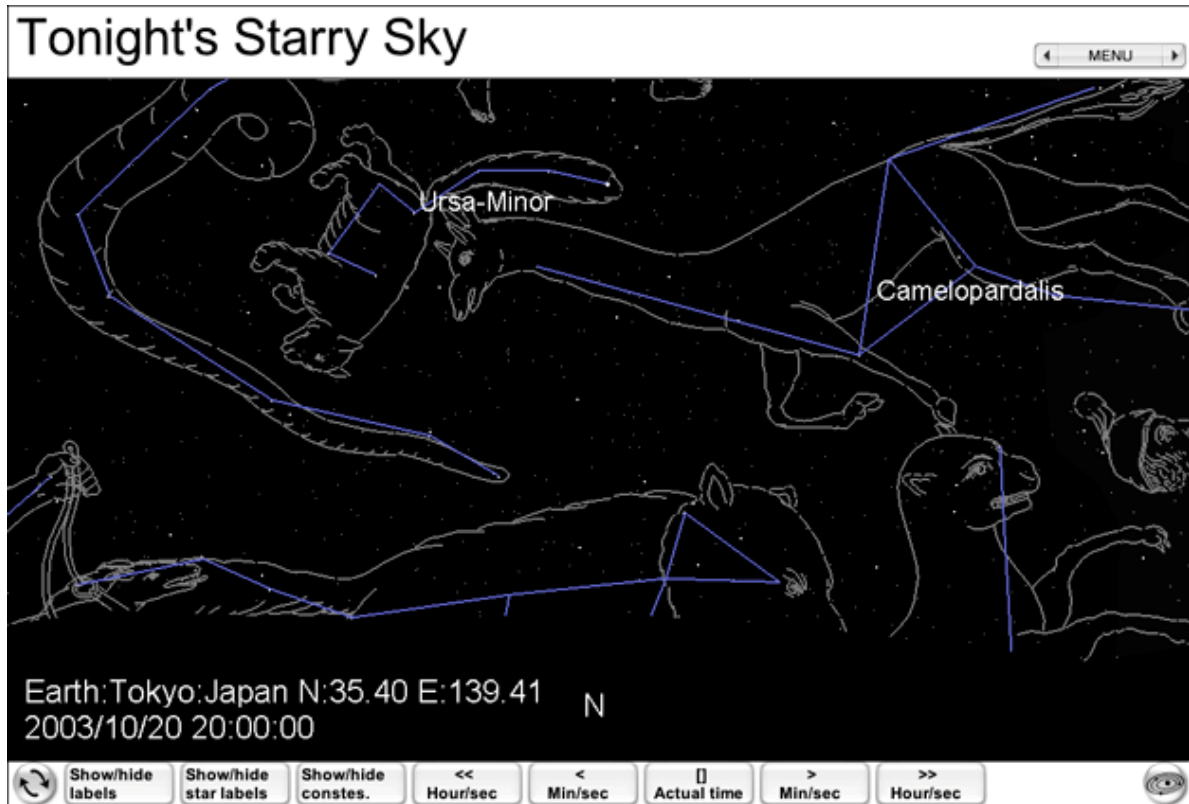 Tonight's Starry Sky
MENU
Ursa-Minor
Camelopardalis
Earth:Tokyo:Japan N:35.40 E:139.41
N
2003/10/20 20:00:00
Show/hide labels
Show/hide star labels
Show/hide constes.
<< Hour/sec
< Min/sec
[] Actual time
> Min/sec
>> Hour/sec